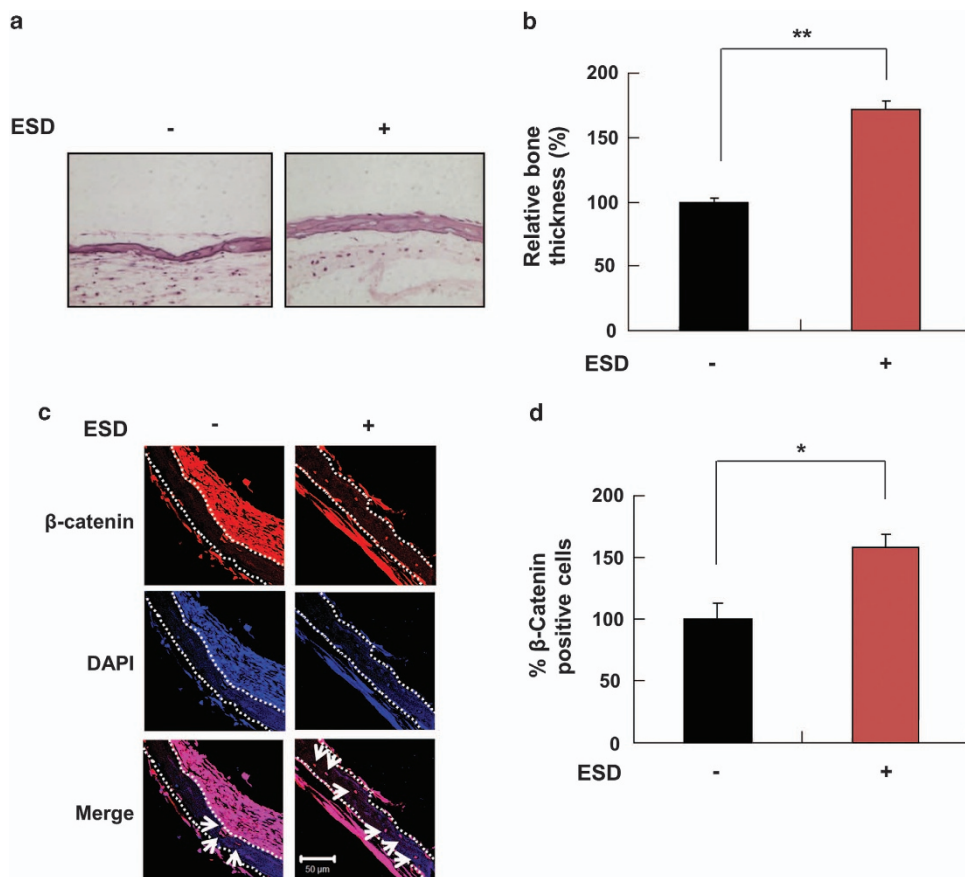 a
ESD - +
b
**
Relative bone
thickness (%)
200
150
100
50
0
ESD - +
c
ESD - +
β-catenin
DAPI
Merge
50 μm
d
*
% β-Catenin
positive cells
200
150
100
50
0
ESD - +